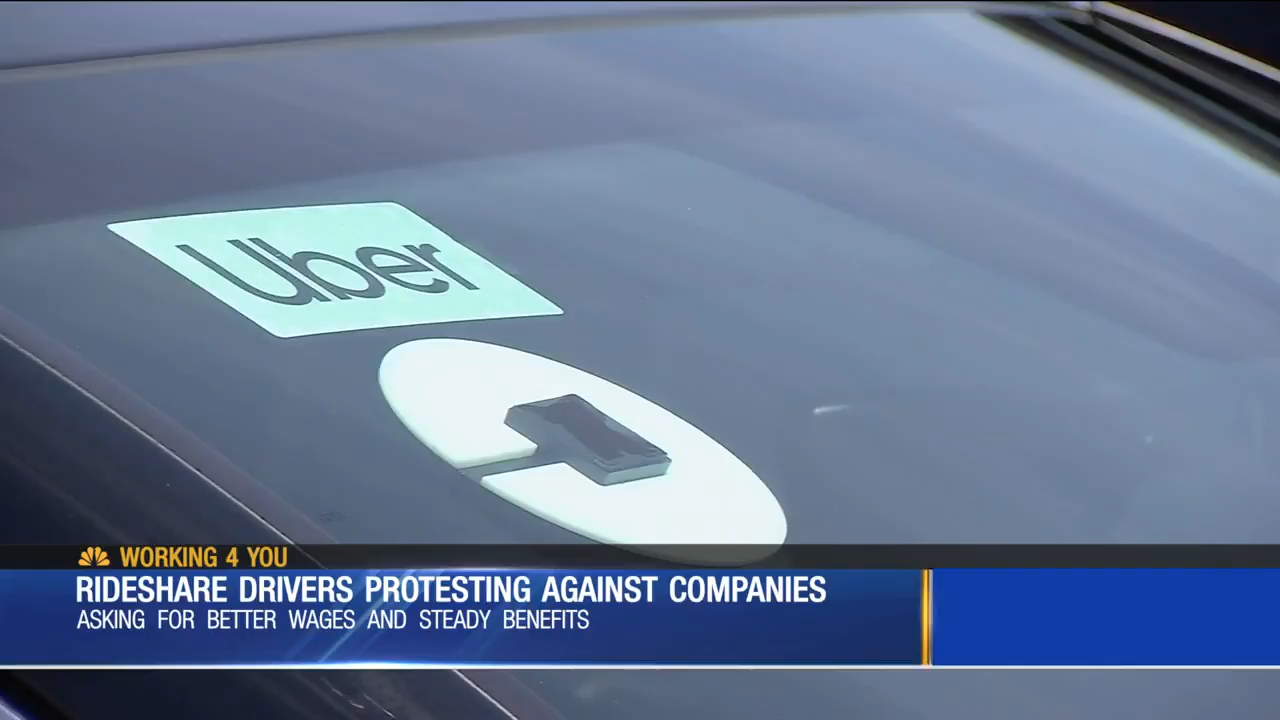 Uber
WORKING 4 YOU
RIDESHARE DRIVERS PROTESTING AGAINST COMPANIES
ASKING FOR BETTER WAGES AND STEADY BENEFITS